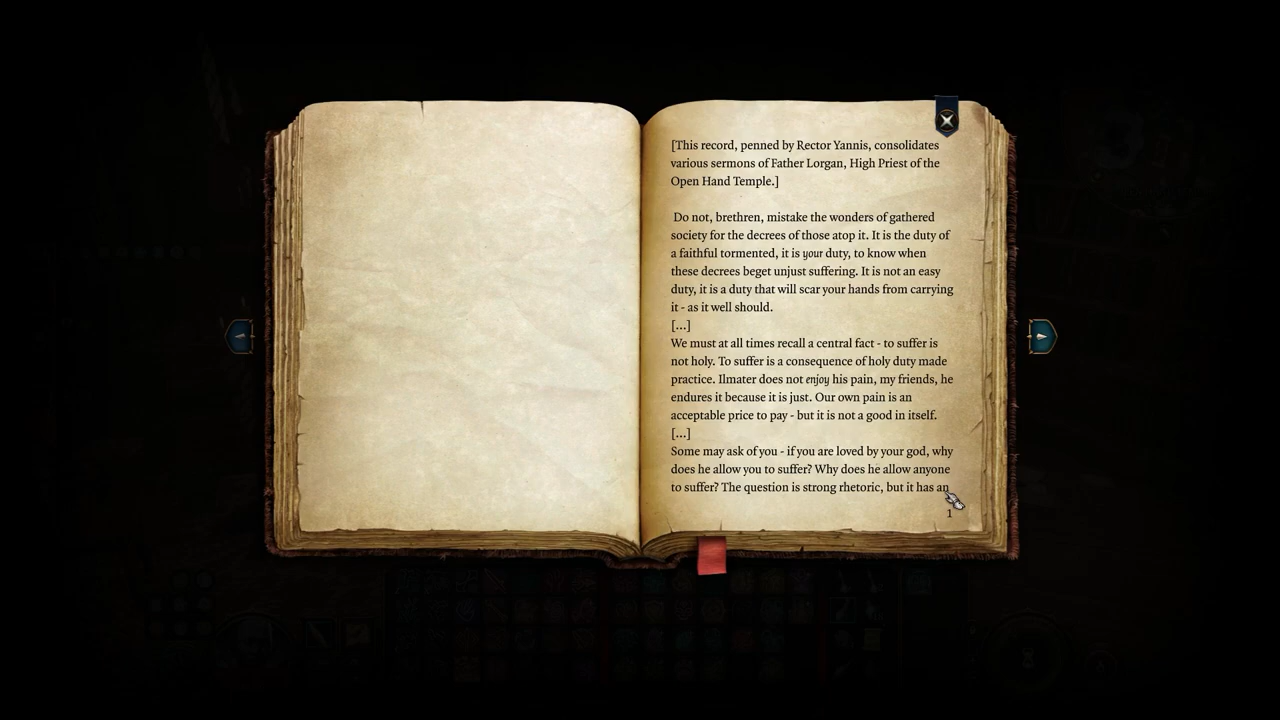 [This record, penned by Rector Yannis, consolidates
various sermons of Father Lorgan, High Priest of the
Open Hand Temple.]
Do not, brethren, mistake the wonders of gathered
society for the decrees of those atop it. It is the duty of
a faithful tormented, it is your duty, to know when
these decrees beget unjust suffering. It is not an easy
duty, it is a duty that will scar your hands from carrying
it - as it well should.
[...]
We must at all times recall a central fact - to suffer is
not holy. To suffer is a consequence of holy duty made
practice. Ilmater does not enjoy his pain, my friends, he
endures it because it is just. Our own pain is an
acceptable price to pay - but it is not a good in itself.
[...]
Some may ask of you - if you are loved by your god, why
does he allow you to suffer? Why does he allow anyone
to suffer? The question is strong rhetoric, but it has an
1